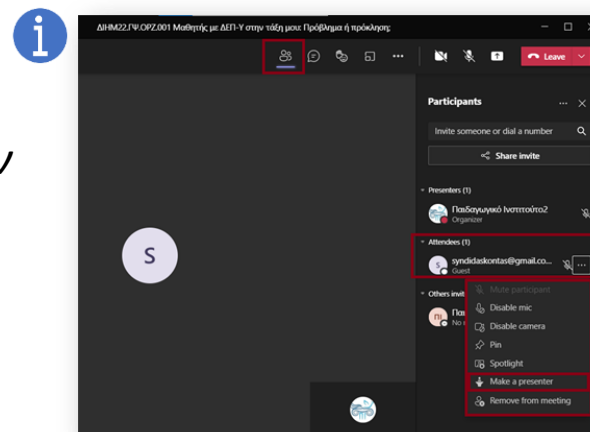 i
ΔΙΗΜ22.ΓΨ.ΟΡΖ.001 Μαθητής με ΔΕΠ-Υ στην τάξη μου: Πρόβλημα ή πρόκληση;
Leave
Participants
Invite someone or dial a number
Share invite
Presenters (1)
Παιδαγωγικό Ινστιτούτο2
Organizer
Attendees (1)
S
syndidaskontas@gmail.co...
Guest
Others invit
Mute participant
Disable mic
Disable camera
Pin
Spotlight
Make a presenter
Remove from meeting